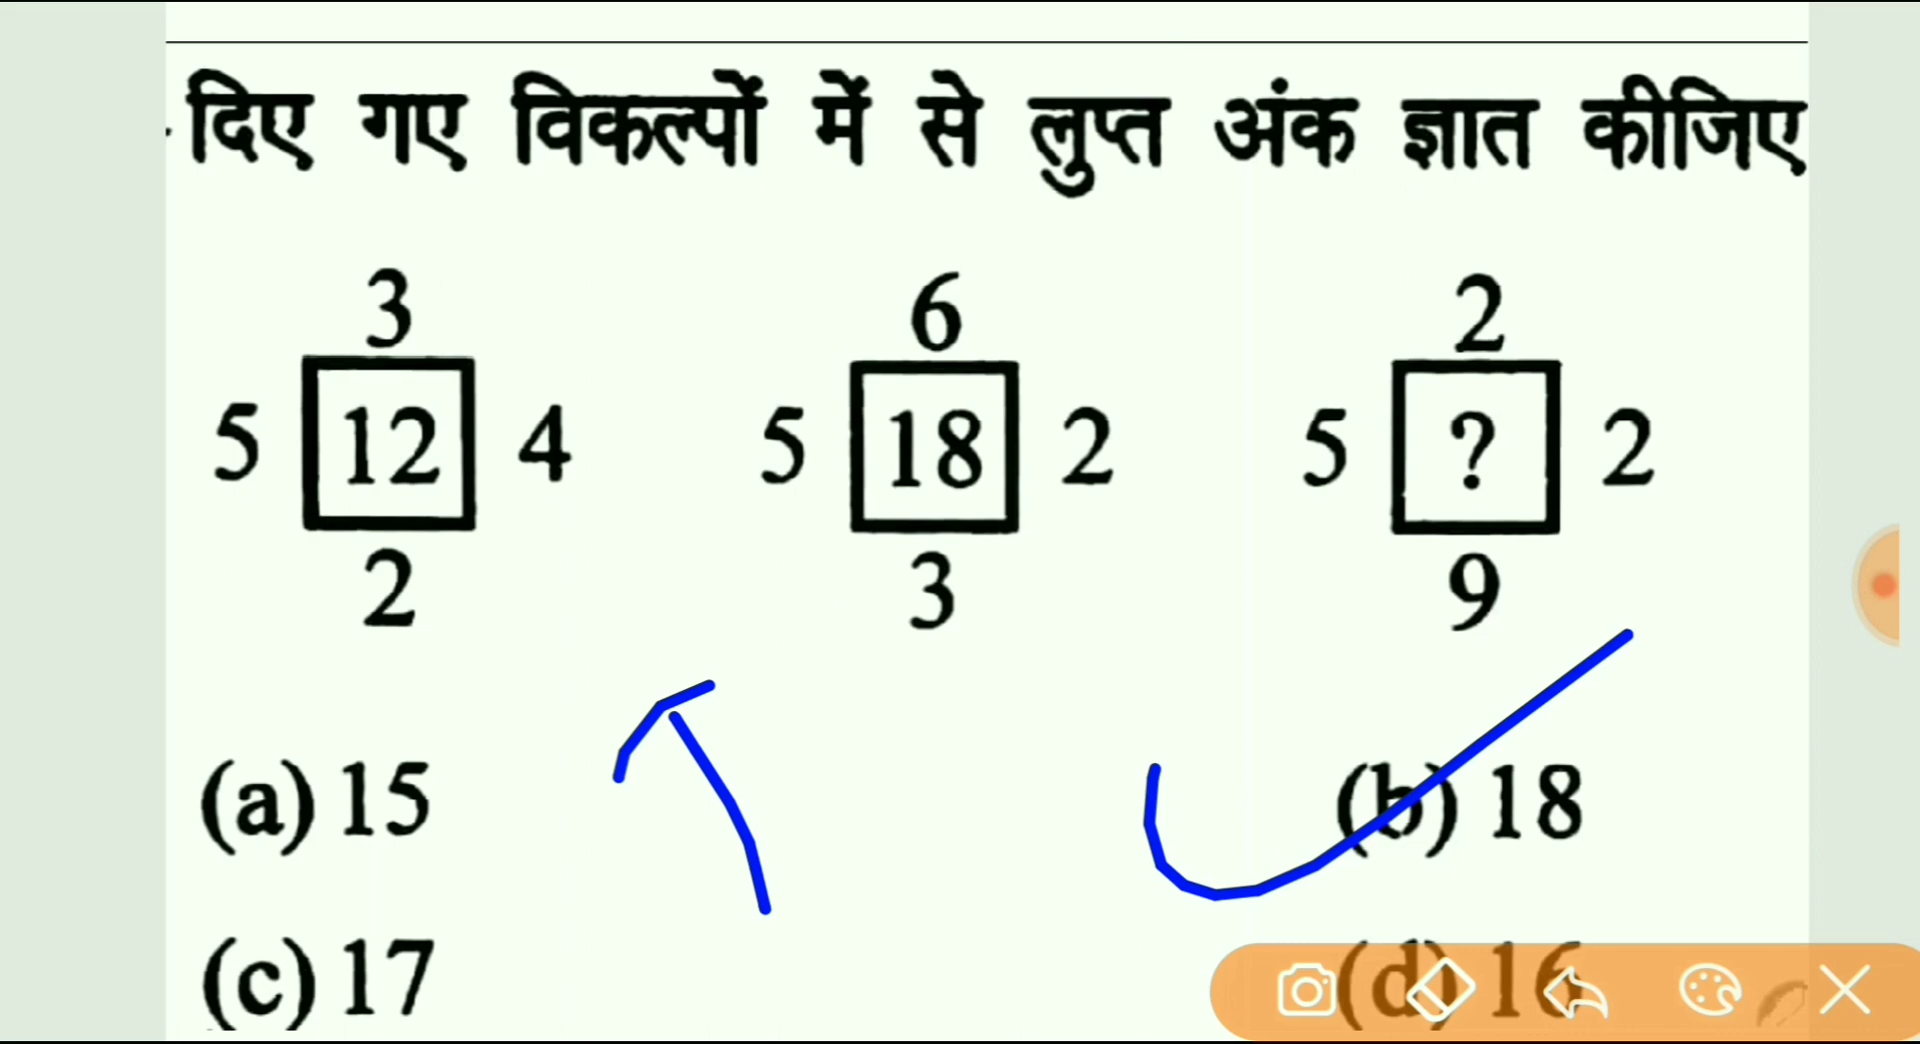 दिए गए विकल्पों में से लुप्त अंक ज्ञात कीजिए
3 6 2
5 12 4 5 18 2 5 ? 2
2 3 9
(a) 15 (b) 18
(c) 17 (d) 16